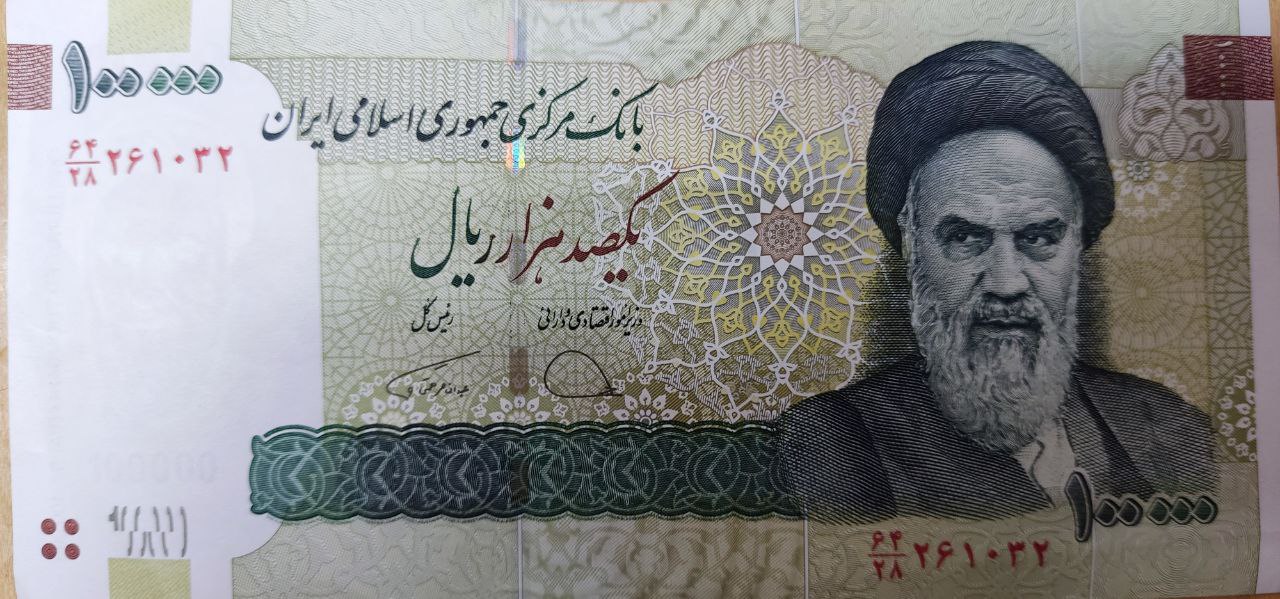 ۱۰۰۰۰۰
بانک مرکزی جمهوری اسلامی ایران
۶۴/۲۸ ۲۶۱۰۳۲
یکصد هزار ریال
وزیر امور اقتصادی و دارائی
رئیس کل
۱۰۰۰۰۰
۶۴/۲۸ ۲۶۱۰۳۲